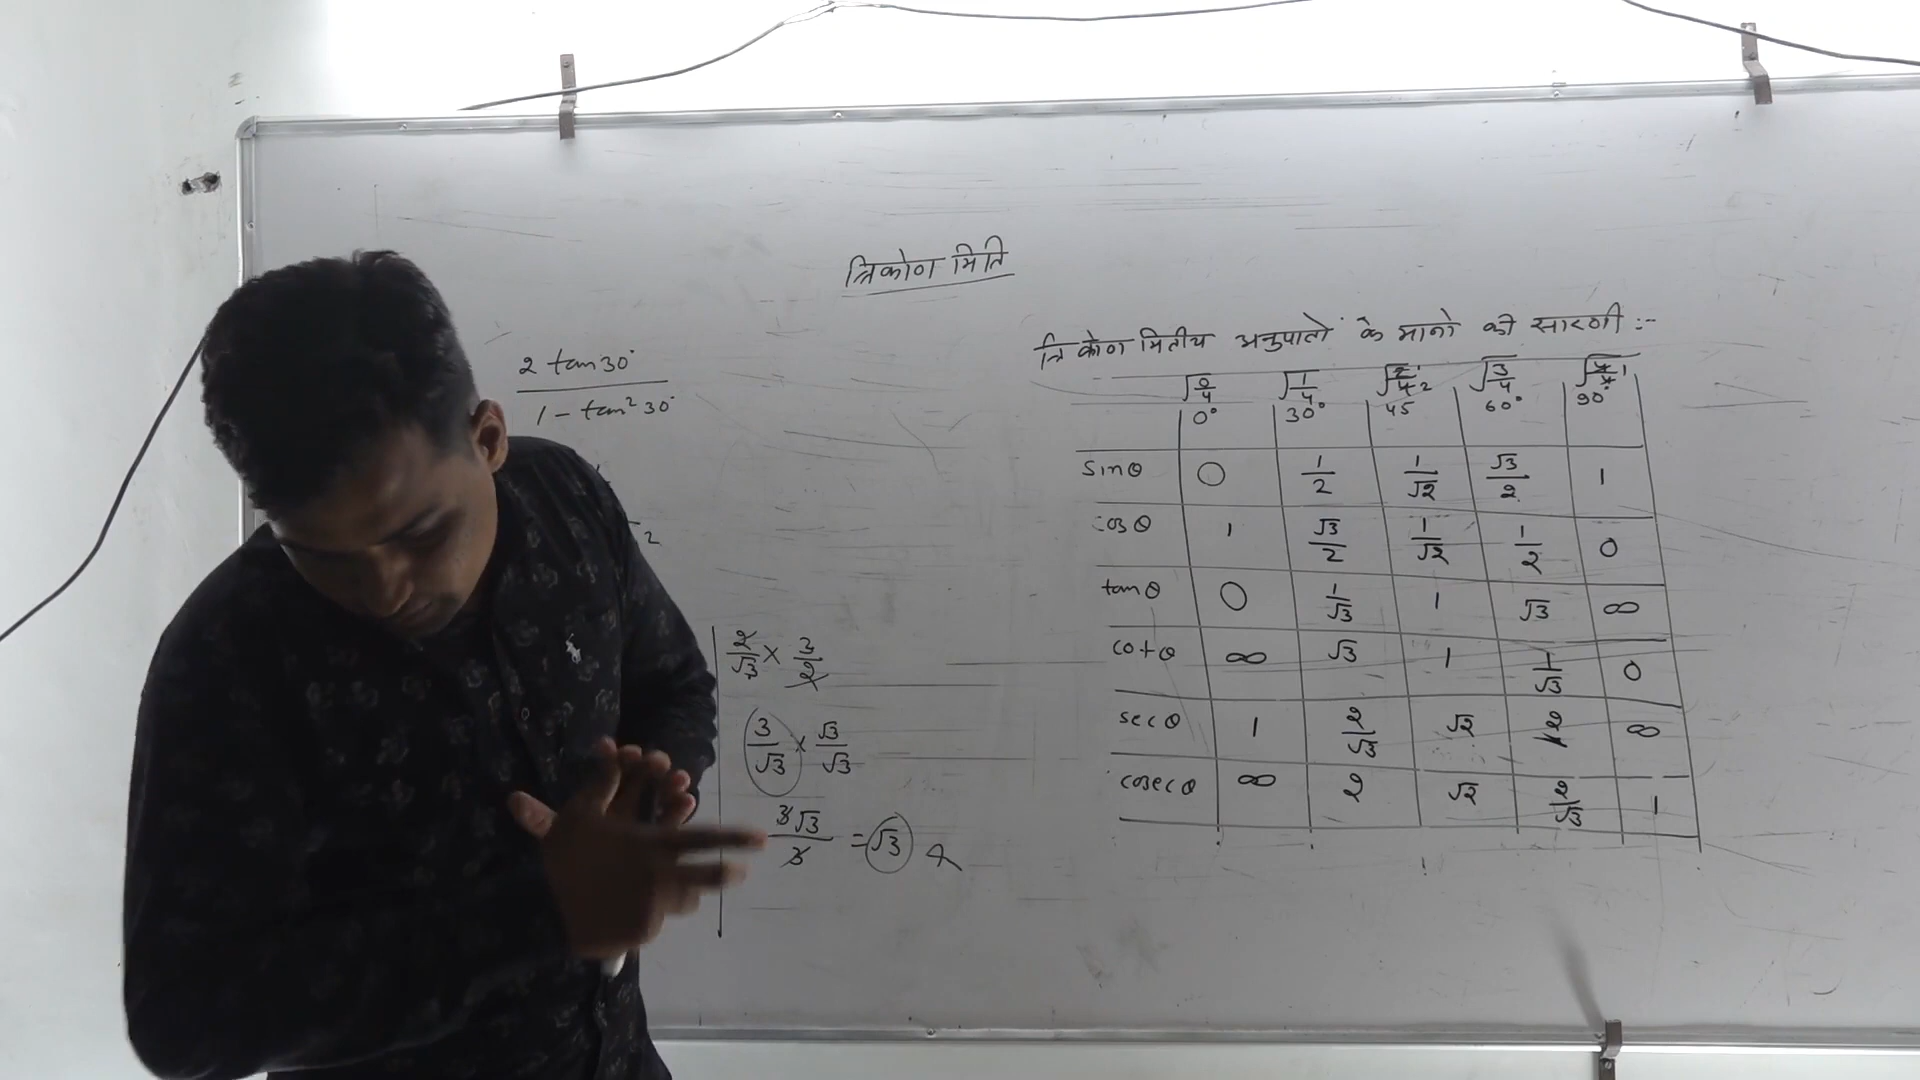 त्रिकोण मिति
2 tan30°
1 - tan² 30°
2
2/√3 × 3/2
3/√3 × √3/√3
3√3/3 = √3
त्रिकोण मितीय अनुपातों के मानो की सारणी :-
√0/4 √1/4 √2/4 1 2 √3/4 √4/4 1
0° 30° 45 60° 90°
sinθ 0 1/2 1/√2 √3/2 1
cosθ 1 √3/2 1/√2 1/2 0
tanθ 0 1/√3 1 √3 ∞
cotθ ∞ √3 1 1/√3 0
secθ 1 2/√3 √2 2 ∞
cosecθ ∞ 2 √2 2/√3 1